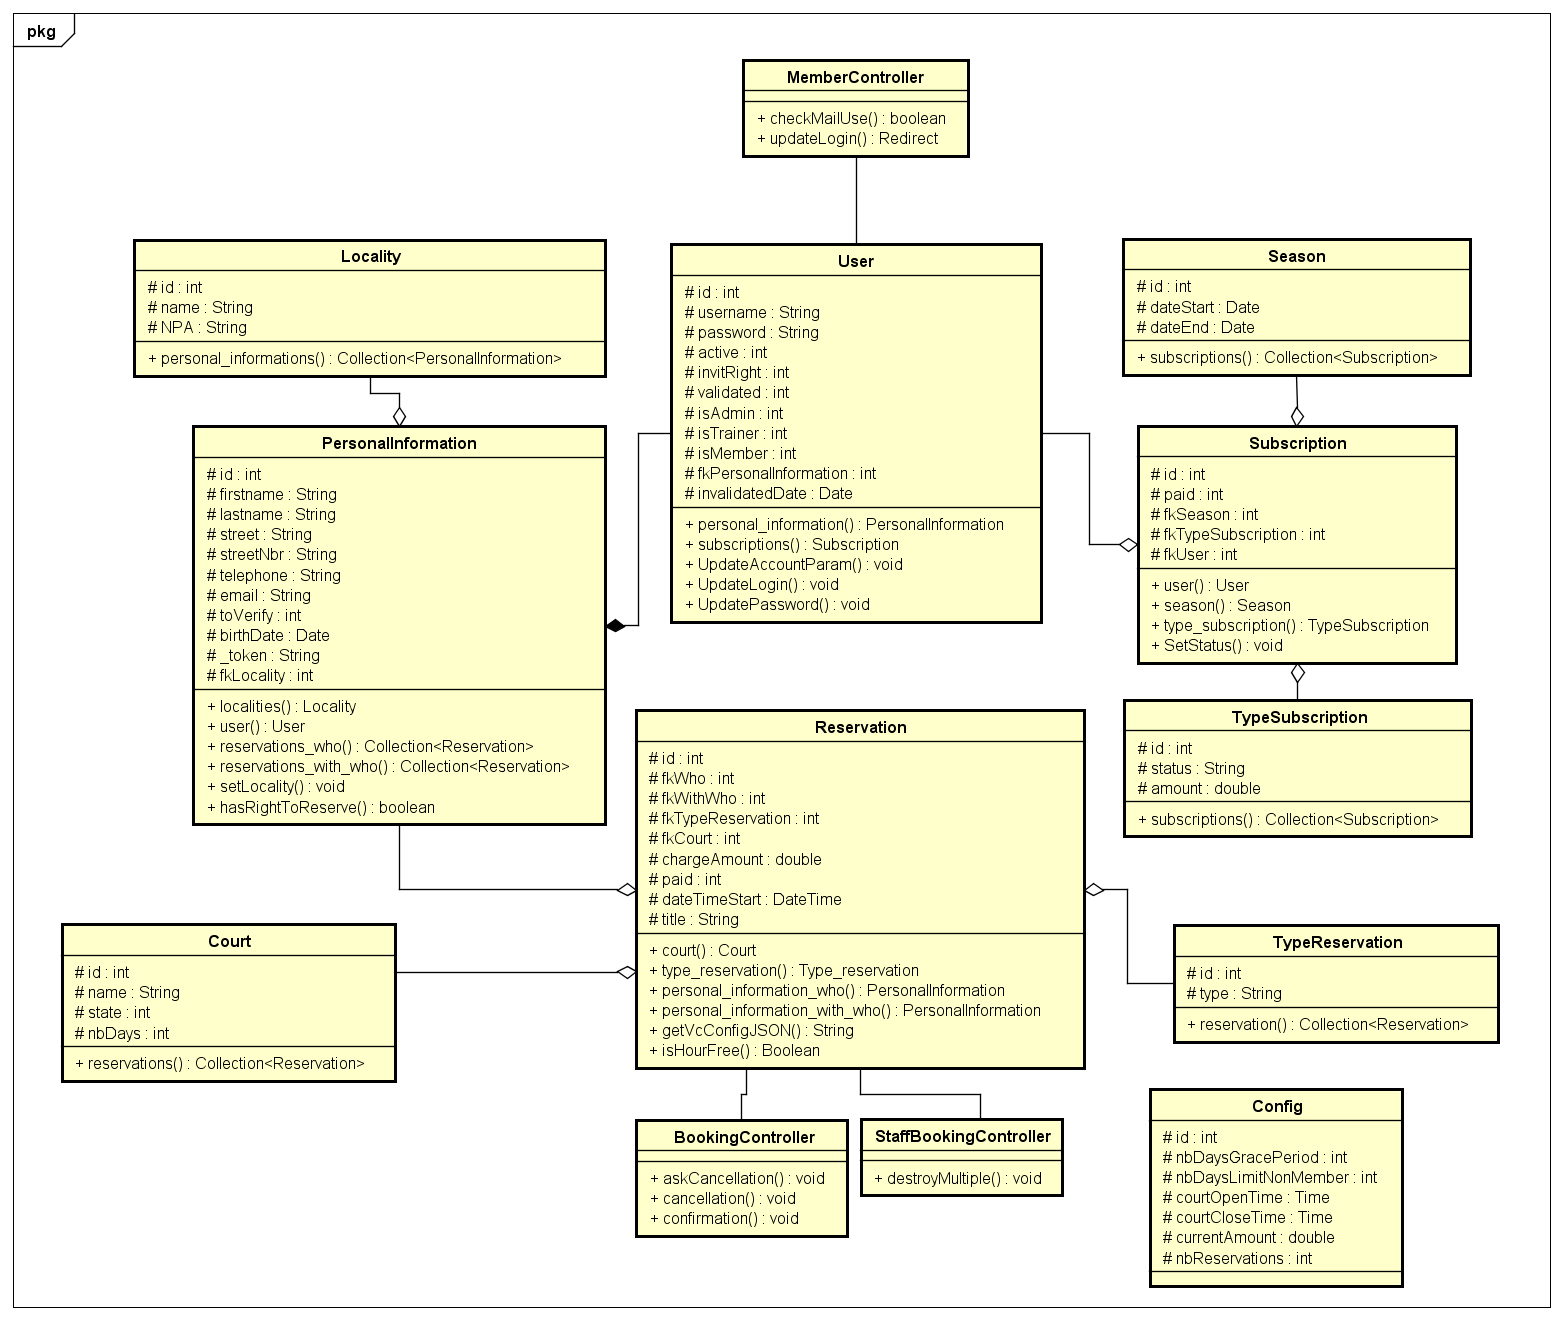 pkg
MemberController
+ checkMailUse() : boolean
+ updateLogin() : Redirect
Locality
# id : int
# name : String
# NPA : String
+ personal_informations() : Collection<PersonalInformation>
User
# id : int
# username : String
# password : String
# active : int
# invitRight : int
# validated : int
# isAdmin : int
# isTrainer : int
# isMember : int
# fkPersonalInformation : int
# invalidatedDate : Date
+ personal_information() : PersonalInformation
+ subscriptions() : Subscription
+ UpdateAccountParam() : void
+ UpdateLogin() : void
+ UpdatePassword() : void
Season
# id : int
# dateStart : Date
# dateEnd : Date
+ subscriptions() : Collection<Subscription>
PersonalInformation
# id : int
# firstname : String
# lastname : String
# street : String
# streetNbr : String
# telephone : String
# email : String
# toVerify : int
# birthDate : Date
# _token : String
# fkLocality : int
+ localities() : Locality
+ user() : User
+ reservations_who() : Collection<Reservation>
+ reservations_with_who() : Collection<Reservation>
+ setLocality() : void
+ hasRightToReserve() : boolean
Subscription
# id : int
# paid : int
# fkSeason : int
# fkTypeSubscription : int
# fkUser : int
+ user() : User
+ season() : Season
+ type_subscription() : TypeSubscription
+ SetStatus() : void
TypeSubscription
# id : int
# status : String
# amount : double
+ subscriptions() : Collection<Subscription>
Reservation
# id : int
# fkWho : int
# fkWithWho : int
# fkTypeReservation : int
# fkCourt : int
# chargeAmount : double
# paid : int
# dateTimeStart : DateTime
# title : String
+ court() : Court
+ type_reservation() : Type_reservation
+ personal_information_who() : PersonalInformation
+ personal_information_with_who() : PersonalInformation
+ getVcConfigJSON() : String
+ isHourFree() : Boolean
Court
# id : int
# name : String
# state : int
# nbDays : int
+ reservations() : Collection<Reservation>
TypeReservation
# id : int
# type : String
+ reservation() : Collection<Reservation>
BookingController
+ askCancellation() : void
+ cancellation() : void
+ confirmation() : void
StaffBookingController
+ destroyMultiple() : void
Config
# id : int
# nbDaysGracePeriod : int
# nbDaysLimitNonMember : int
# courtOpenTime : Time
# courtCloseTime : Time
# currentAmount : double
# nbReservations : int